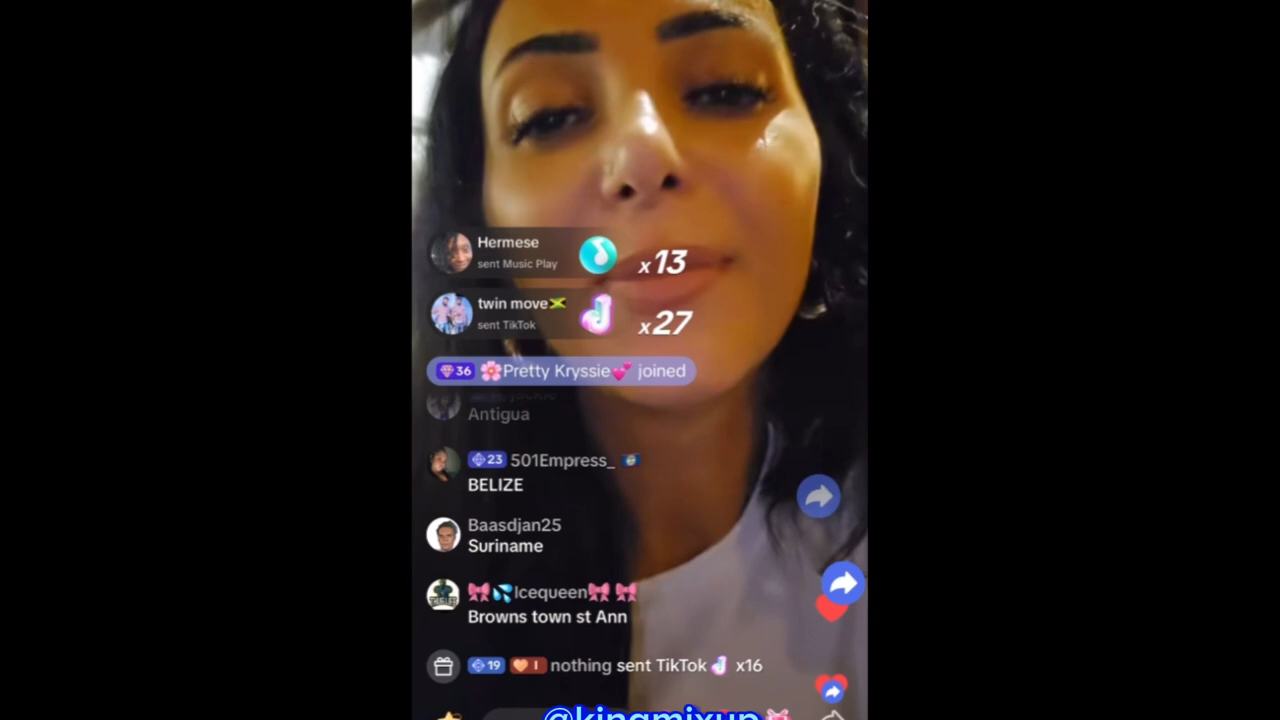 Hermese
sent Music Play
x13
twin move
sent TikTok
x27
36 🌸Pretty Kryssie💕 joined
Antigua
23 501Empress_
BELIZE
Baasdjan25
Suriname
🎀💦Icequeen🎀 🎀
Browns town st Ann
19 I nothing sent TikTok x16
@kingmixup